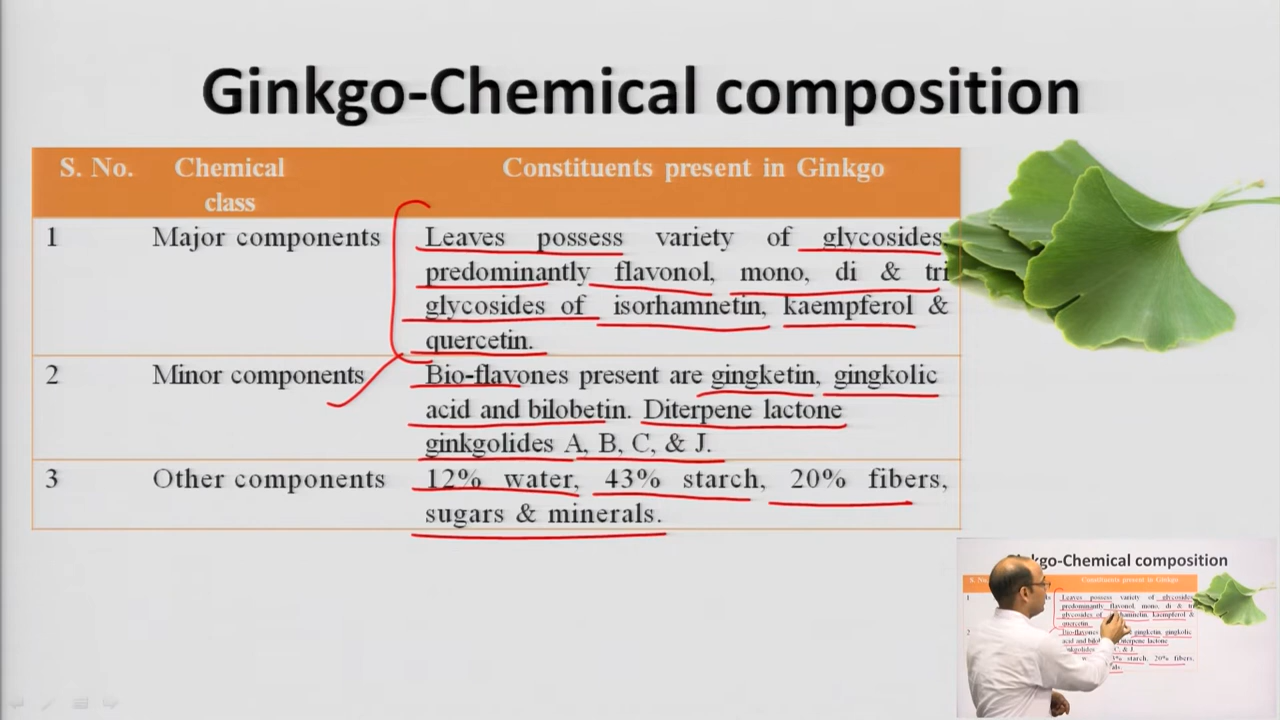 Ginkgo-Chemical composition
S. No. Chemical class Constituents present in Ginkgo
1 Major components Leaves possess variety of glycosides
predominantly flavonol, mono, di & tri
glycosides of isorhamnetin, kaempferol &
quercetin.
2 Minor components Bio-flavones present are gingketin, gingkolic
acid and bilobetin. Diterpene lactone
ginkgolides A, B, C, & J.
3 Other components 12% water, 43% starch, 20% fibers,
sugars & minerals.